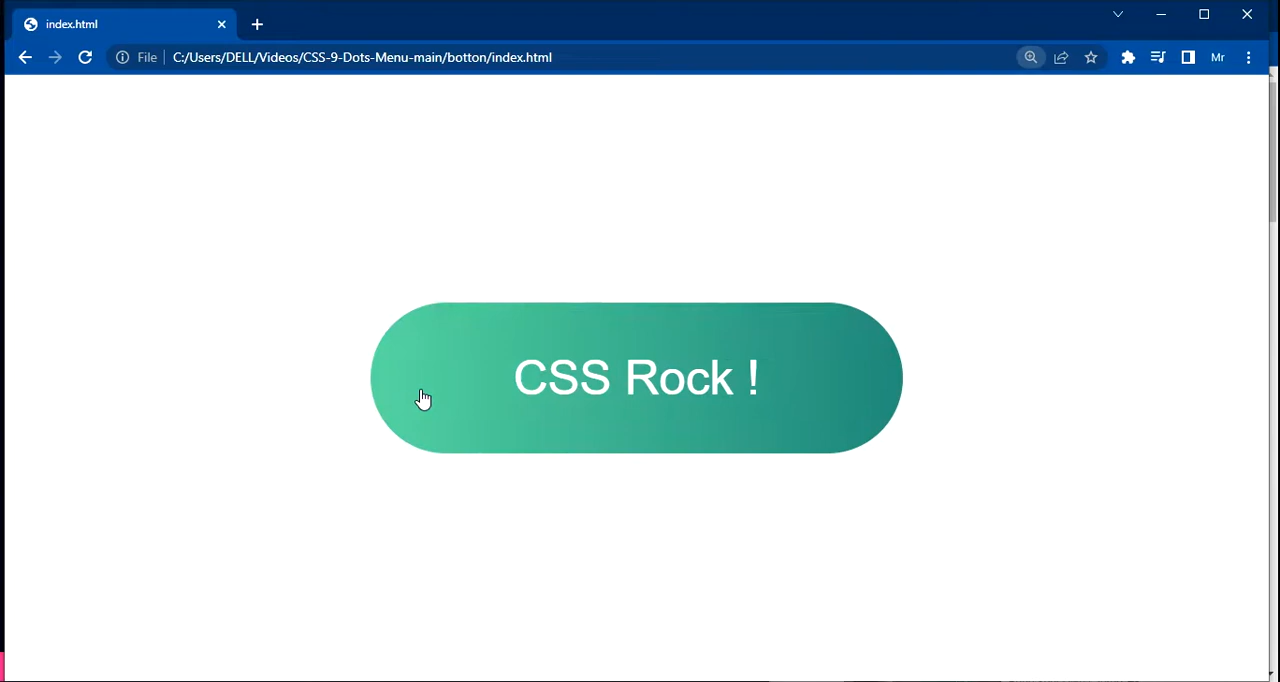 index.html
File C:/Users/DELL/Videos/CSS-9-Dots-Menu-main/botton/index.html Mr
CSS Rock !